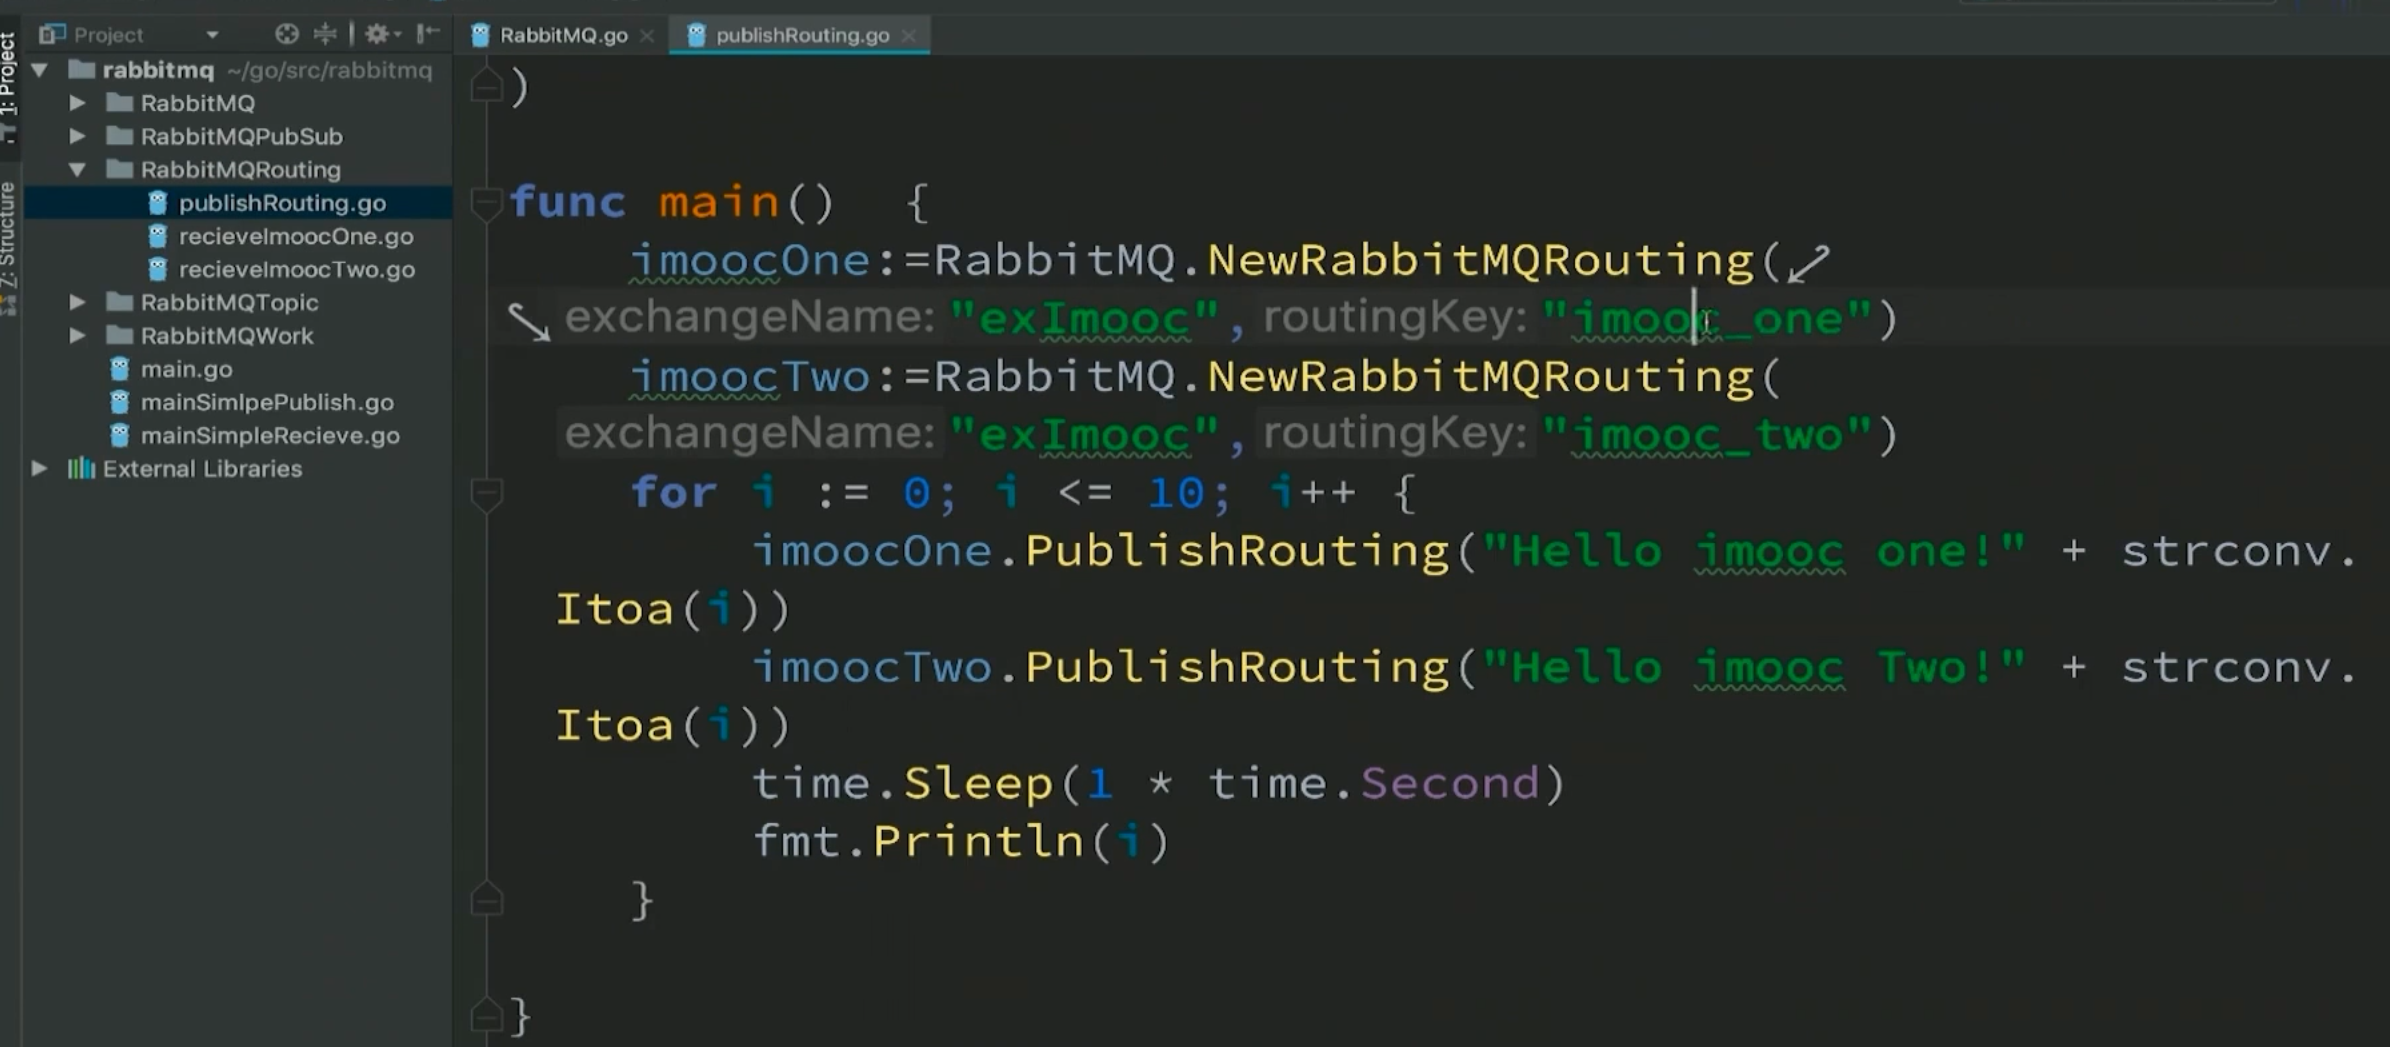 1: Project
Z: Structure
Project
rabbitmq ~/go/src/rabbitmq
RabbitMQ
RabbitMQPubSub
RabbitMQRouting
publishRouting.go
recieveImoocOne.go
recieveImoocTwo.go
RabbitMQTopic
RabbitMQWork
main.go
mainSimlpePublish.go
mainSimpleRecieve.go
External Libraries
RabbitMQ.go
publishRouting.go
)
func main() {
imoocOne:=RabbitMQ.NewRabbitMQRouting(
exchangeName: "exImooc", routingKey: "imooc_one")
imoocTwo:=RabbitMQ.NewRabbitMQRouting(
exchangeName: "exImooc", routingKey: "imooc_two")
for i := 0; i <= 10; i++ {
imoocOne.PublishRouting("Hello imooc one!" + strconv.
Itoa(i))
imoocTwo.PublishRouting("Hello imooc Two!" + strconv.
Itoa(i))
time.Sleep(1 * time.Second)
fmt.Println(i)
}
}